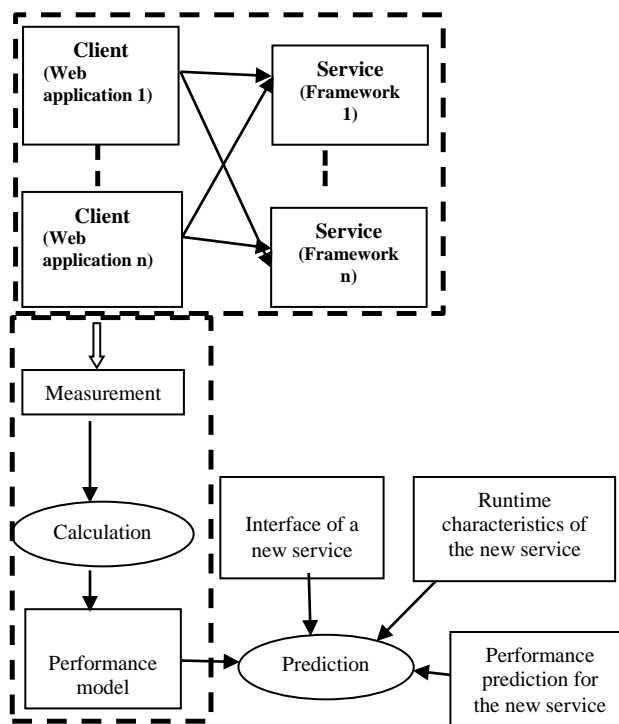 Client
(Web
application 1)
Service
(Framework
1)
Client
(Web
application n)
Service
(Framework
n)
Measurement
Calculation
Interface of a
new service
Runtime
characteristics of
the new service
Performance
model
Prediction
Performance
prediction for
the new service